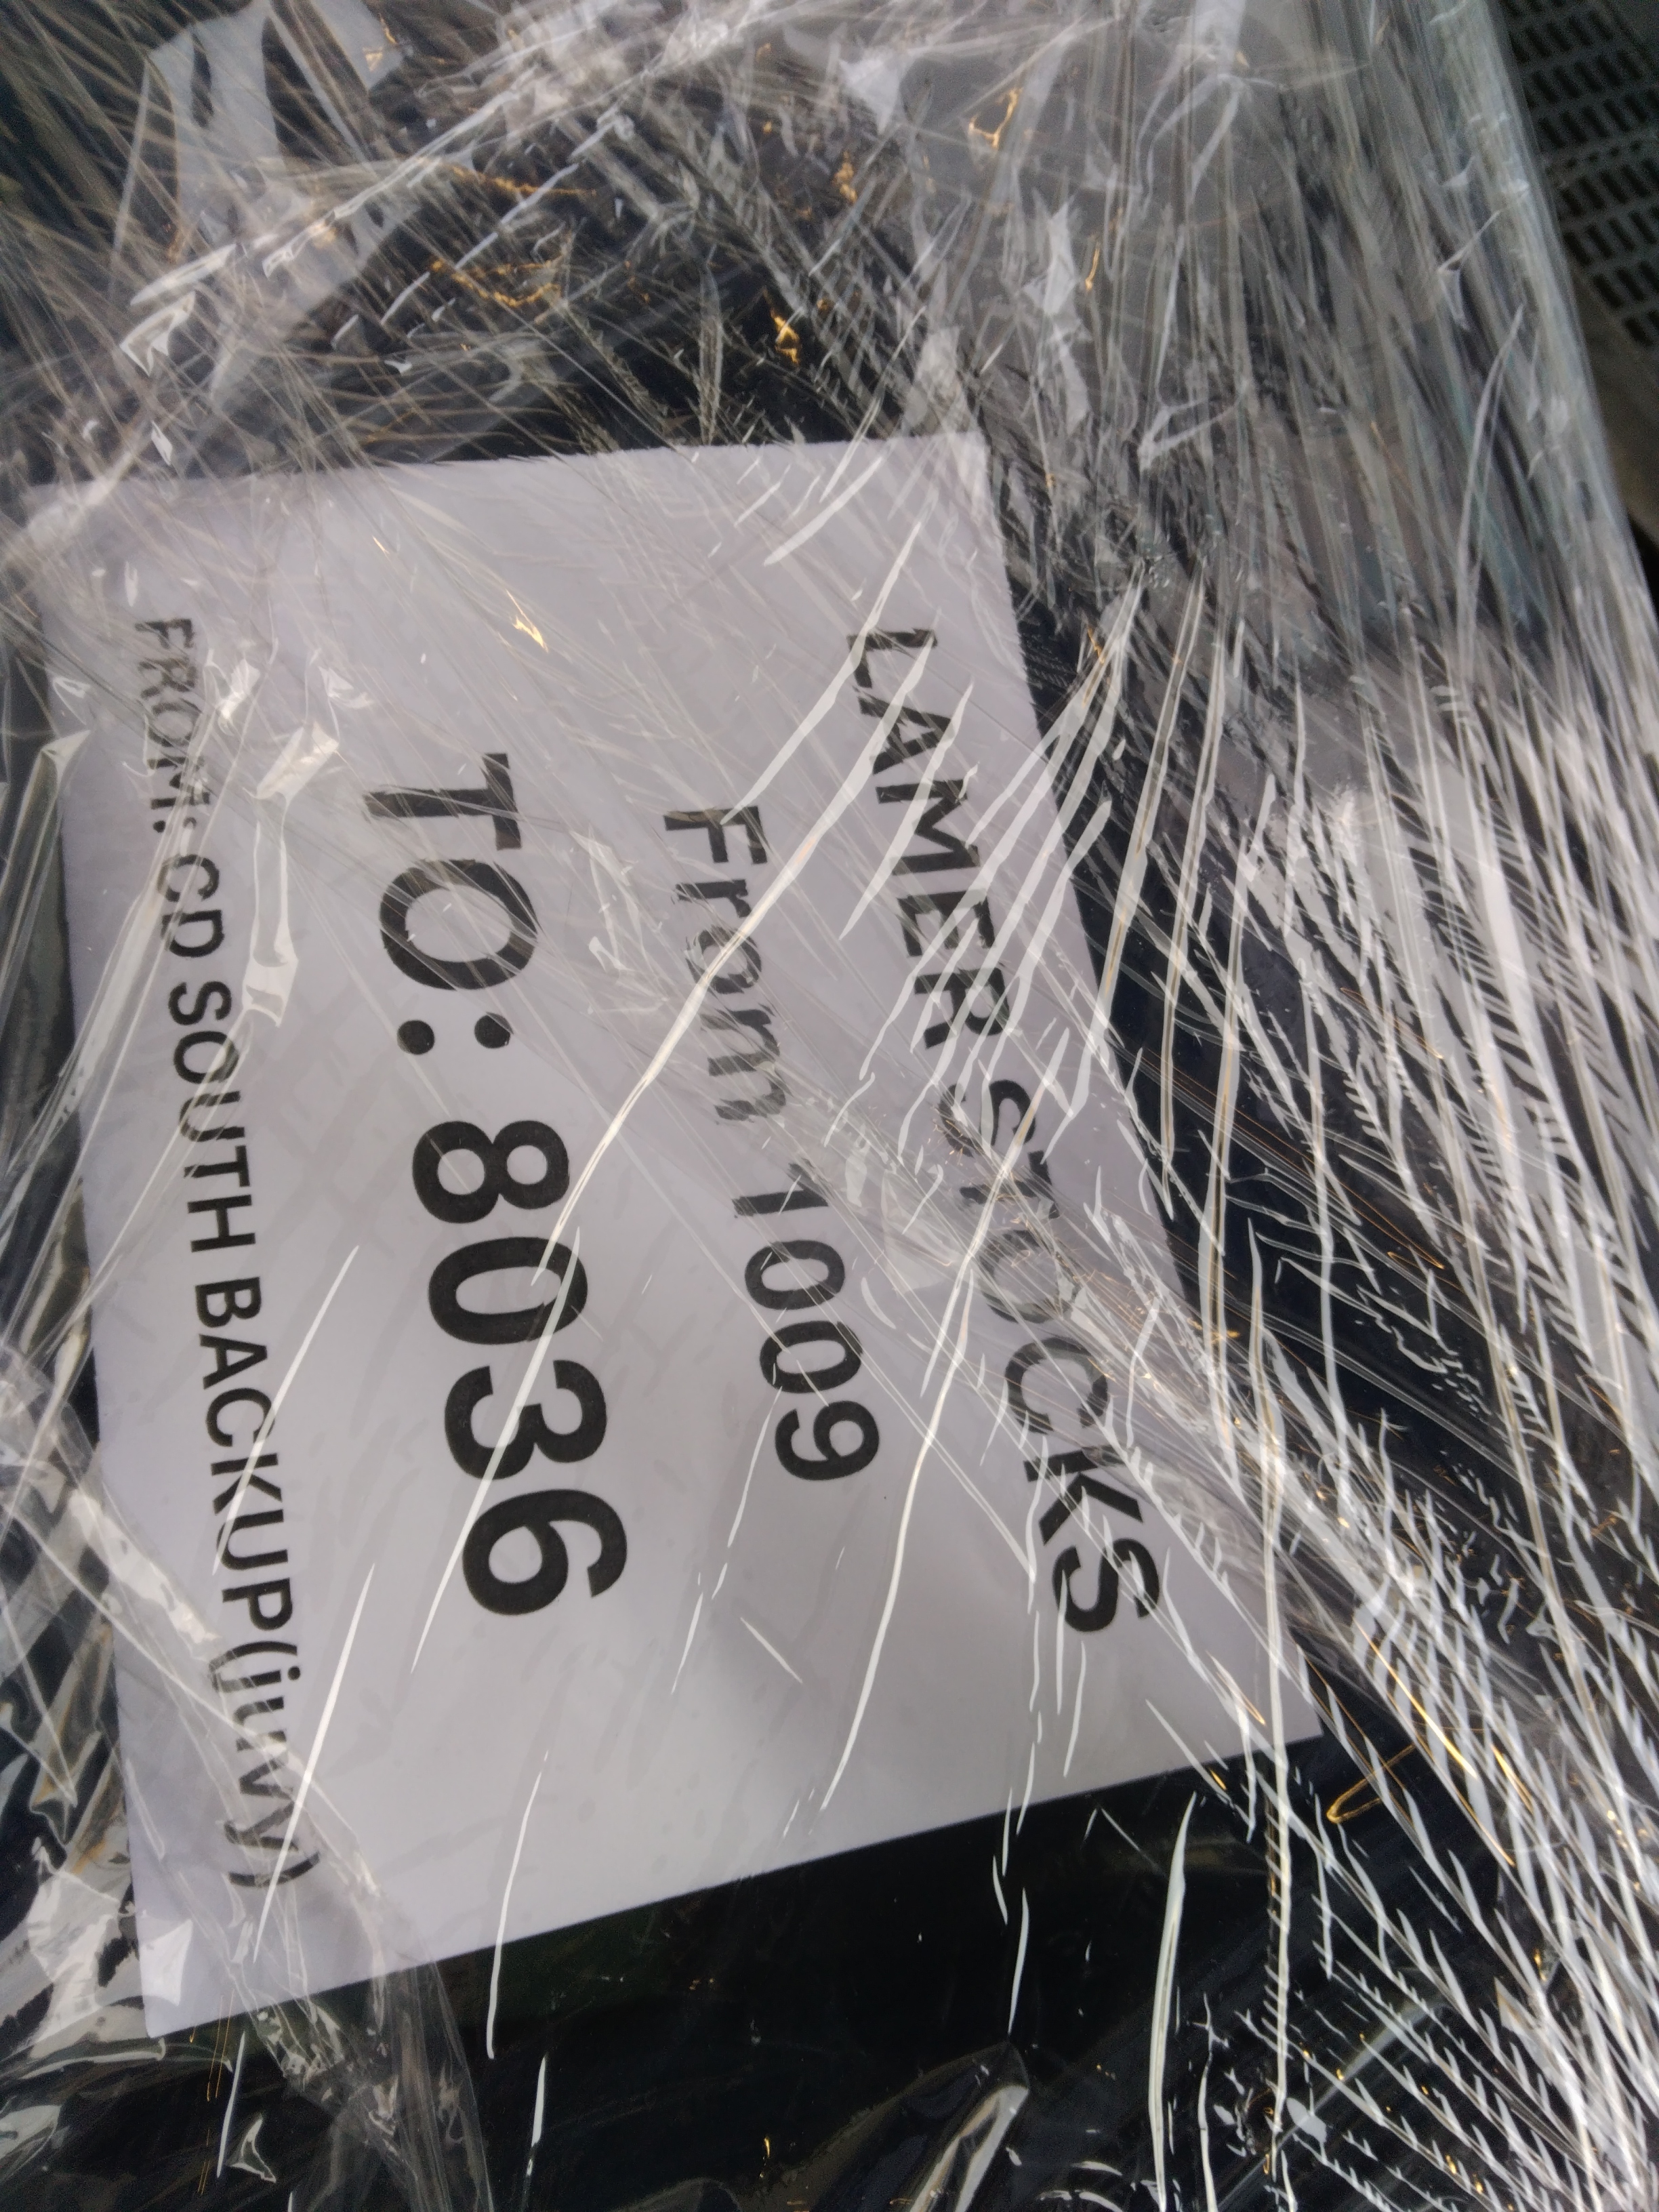 LAMER STOCKS
From 1009
TO: 8036
FROM: CD SOUTH BACKUP(juvy)